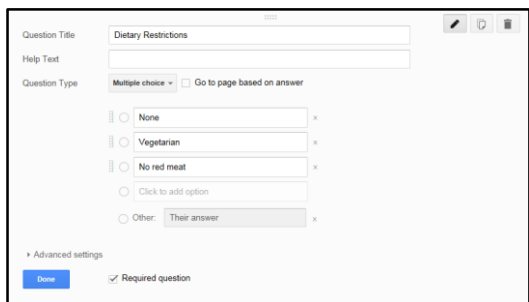 Question Title Dietary Restrictions
Help Text
Question Type Multiple choice Go to page based on answer
None
Vegetarian
No red meat
Click to add option
Other: Their answer
Advanced settings
Done Required question